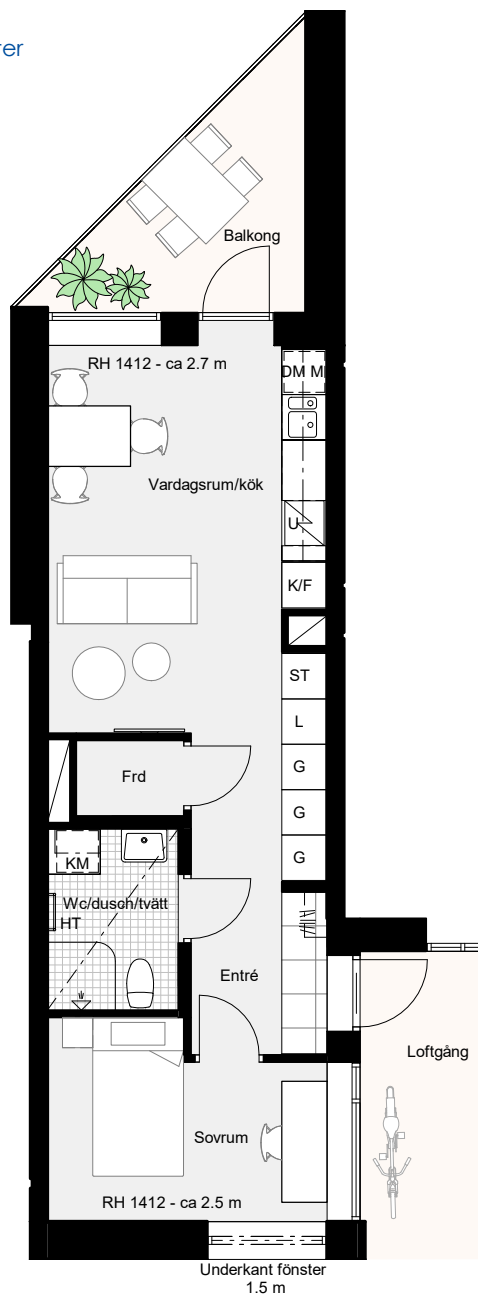 rer
Balkong
RH 1412 - ca 2.7 m
DM M
Vardagsrum/kök
U
K/F
ST
L
G
Frd
G
G
KM
Wc/dusch/tvätt
HT
Entré
Loftgång
Sovrum
RH 1412 - ca 2.5 m
Underkant fönster
1.5 m